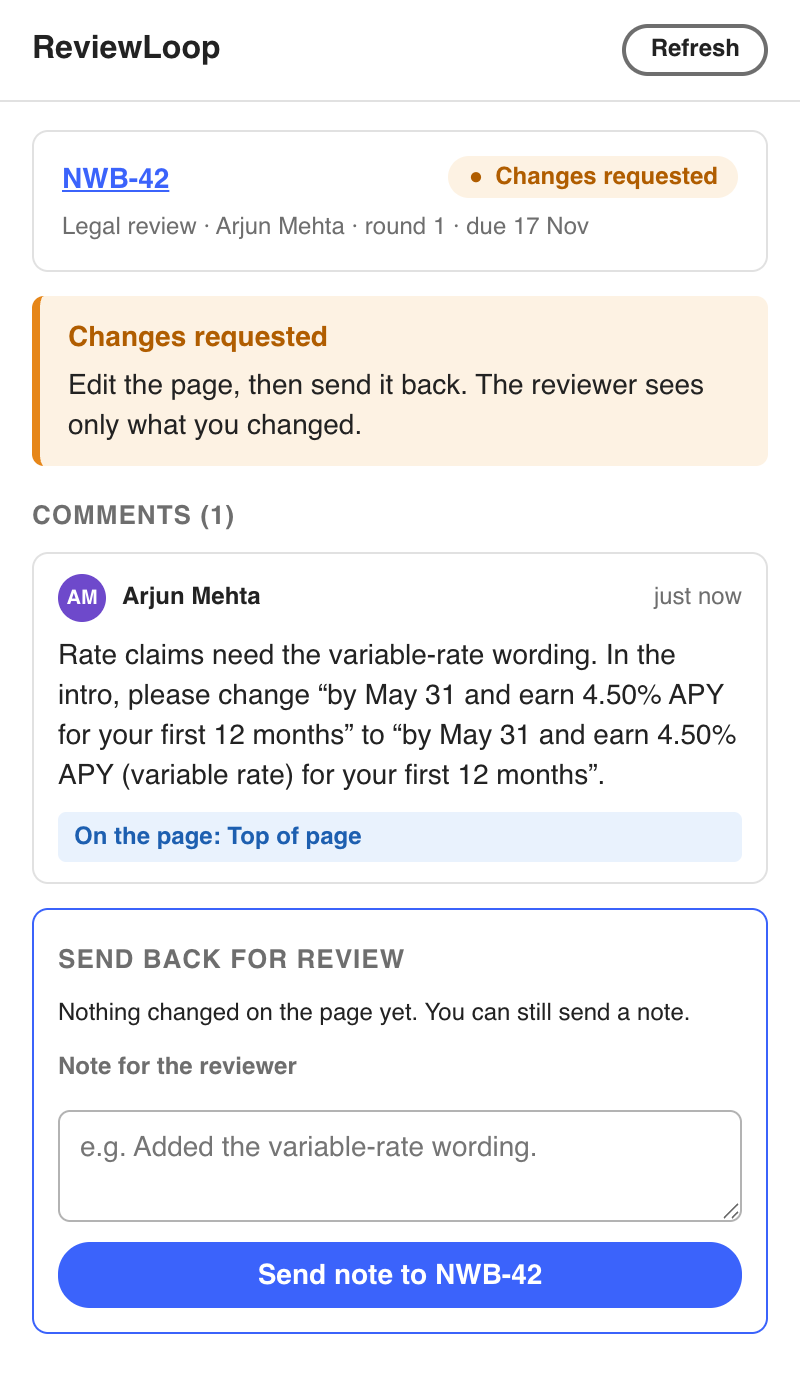 ReviewLoop
Refresh
NWB-42
Changes requested
Legal review · Arjun Mehta · round 1 · due 17 Nov
Changes requested
Edit the page, then send it back. The reviewer sees
only what you changed.
COMMENTS (1)
AM
Arjun Mehta
just now
Rate claims need the variable-rate wording. In the
intro, please change “by May 31 and earn 4.50% APY
for your first 12 months” to “by May 31 and earn 4.50%
APY (variable rate) for your first 12 months”.
On the page: Top of page
SEND BACK FOR REVIEW
Nothing changed on the page yet. You can still send a note.
Note for the reviewer
e.g. Added the variable-rate wording.
Send note to NWB-42